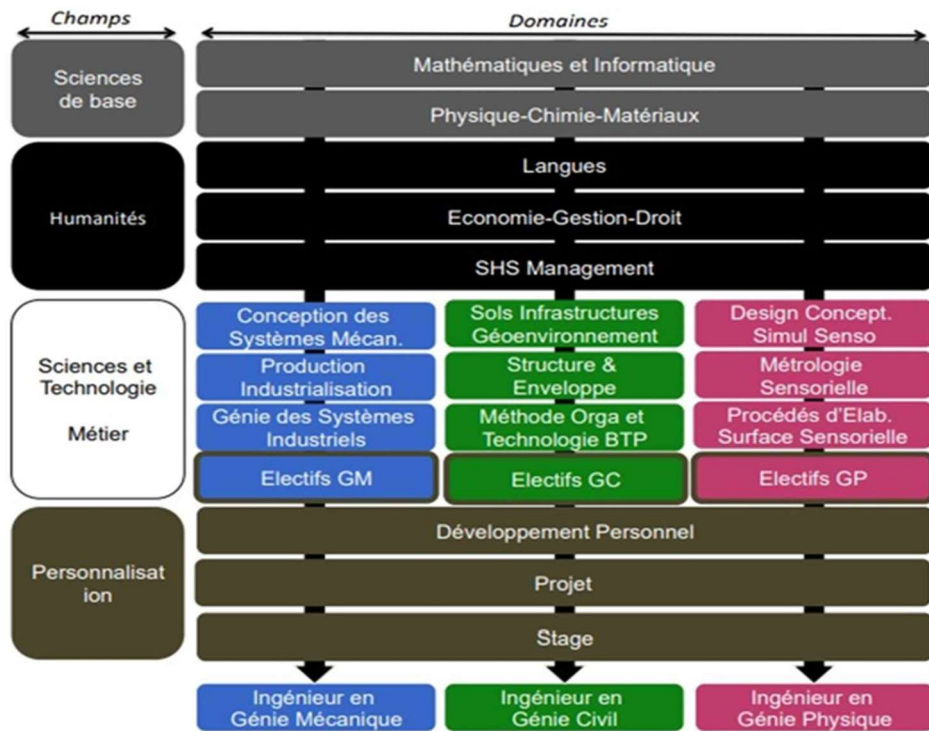 Champs
Domaines
Sciences
de base
Mathématiques et Informatique
Physique-Chimie-Matériaux
Humanités
Langues
Economie-Gestion-Droit
SHS Management
Sciences et
Technologie
Métier
Conception des
Systèmes Mécan.
Sols Infrastructures
Géoenvironnement
Design Concept.
Simul Senso
Production
Industrialisation
Structure &
Enveloppe
Métrologie
Sensorielle
Génie des Systèmes
Industriels
Méthode Orga et
Technologie BTP
Procédés d'Elab.
Surface Sensorielle
Electifs GM
Electifs GC
Electifs GP
Personnalisat
ion
Développement Personnel
Projet
Stage
Ingénieur en
Génie Mécanique
Ingénieur en
Génie Civil
Ingénieur en
Génie Physique